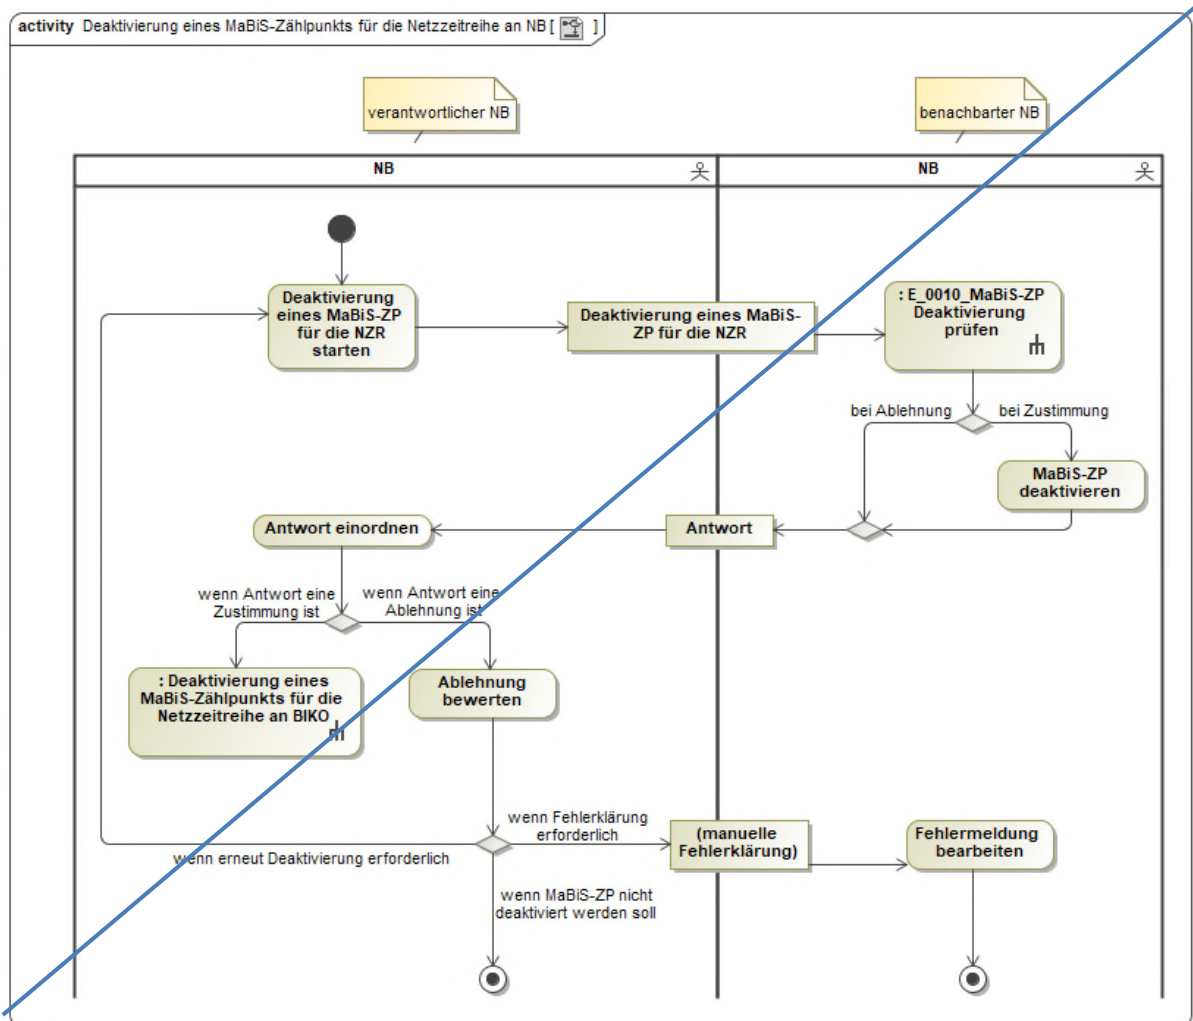 activity Deaktivierung eines MaBiS-Zählpunkts für die Netzzeitreihe an NB [ ]
verantwortlicher NB
benachbarter NB
NB
NB
Deaktivierung
eines MaBiS-ZP
für die NZR
starten
Deaktivierung eines MaBiS-
ZP für die NZR
: E_0010_MaBiS-ZP
Deaktivierung
prüfen
bei Ablehnung
bei Zustimmung
MaBiS-ZP
deaktivieren
Antwort einordnen
Antwort
wenn Antwort eine
Zustimmung ist
wenn Antwort eine
Ablehnung ist
: Deaktivierung eines
MaBiS-Zählpunkts für die
Netzzeitreihe an BIKO
Ablehnung
bewerten
wenn Fehlerklärung
erforderlich
(manuelle
Fehlerklärung)
Fehlermeldung
bearbeiten
wenn erneut Deaktivierung erforderlich
wenn MaBiS-ZP nicht
deaktiviert werden soll